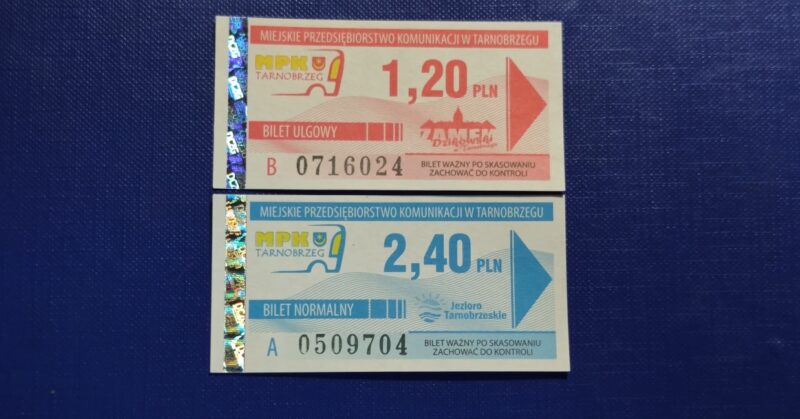 MIEJSKIE PRZEDSIĘBIORSTWO KOMUNIKACJI W TARNOBRZEGU
MPK
TARNOBRZEG
1,20 PLN
BILET ULGOWY
ZAMEK
Dzikowski
B 0716024
BILET WAŻNY PO SKASOWANIU
ZACHOWAĆ DO KONTROLI
MIEJSKIE PRZEDSIĘBIORSTWO KOMUNIKACJI W TARNOBRZEGU
MPK
TARNOBRZEG
2,40 PLN
BILET NORMALNY
Jezioro
Tarnobrzeskie
A 0509704
BILET WAŻNY PO SKASOWANIU
ZACHOWAĆ DO KONTROLI